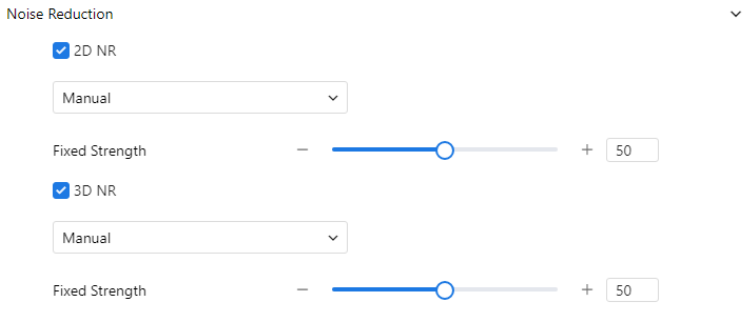 Noise Reduction
2D NR
Manual
Fixed Strength − + 50
3D NR
Manual
Fixed Strength − + 50